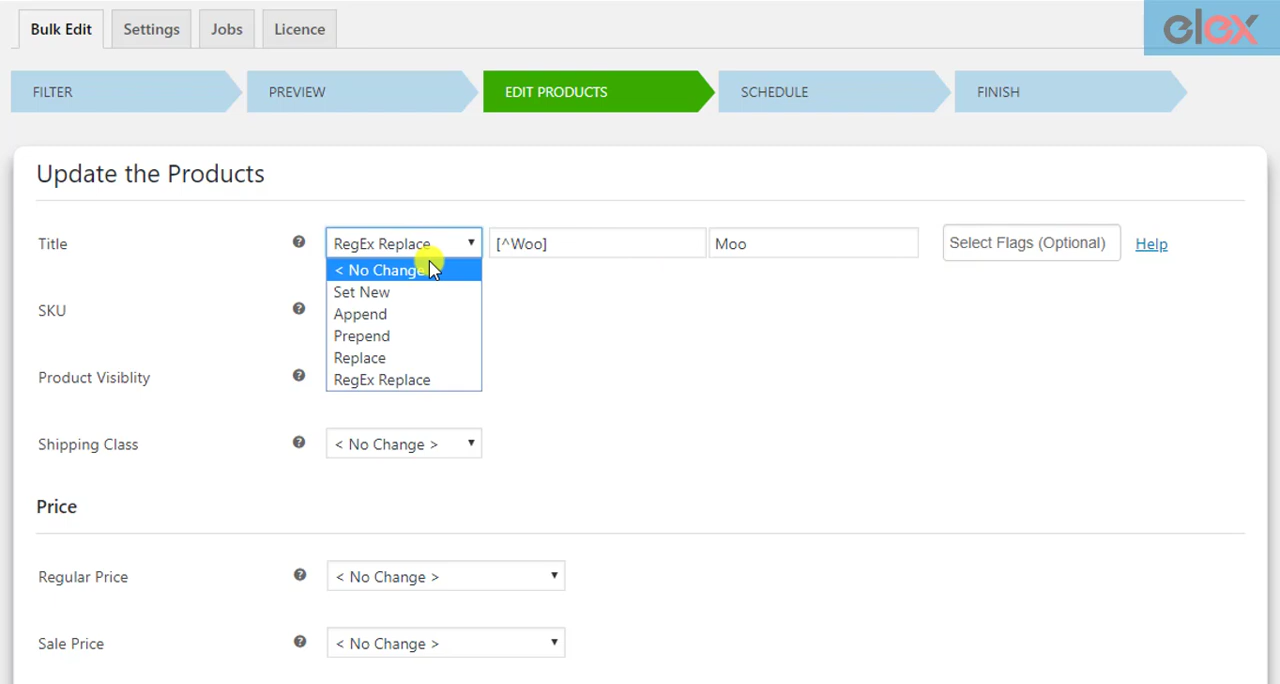 Bulk Edit Settings Jobs Licence
elex
FILTER PREVIEW EDIT PRODUCTS SCHEDULE FINISH
Update the Products
Title RegEx Replace [^Woo] Moo Select Flags (Optional) Help
< No Change
Set New
SKU
Append
Prepend
Replace
Product Visiblity
RegEx Replace
Shipping Class < No Change >
Price
Regular Price < No Change >
Sale Price < No Change >